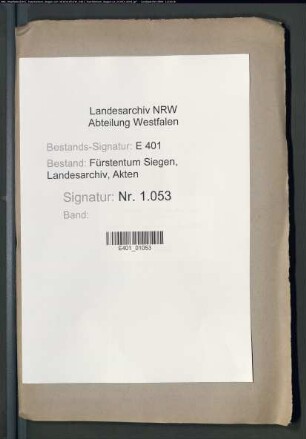 Landesarchiv NRW
Abteilung Westfalen
Bestands-Signatur: E 401
Bestand: Fürstentum Siegen,
Landesarchiv, Akten
Signatur: Nr. 1.053
Band:
E401_01053